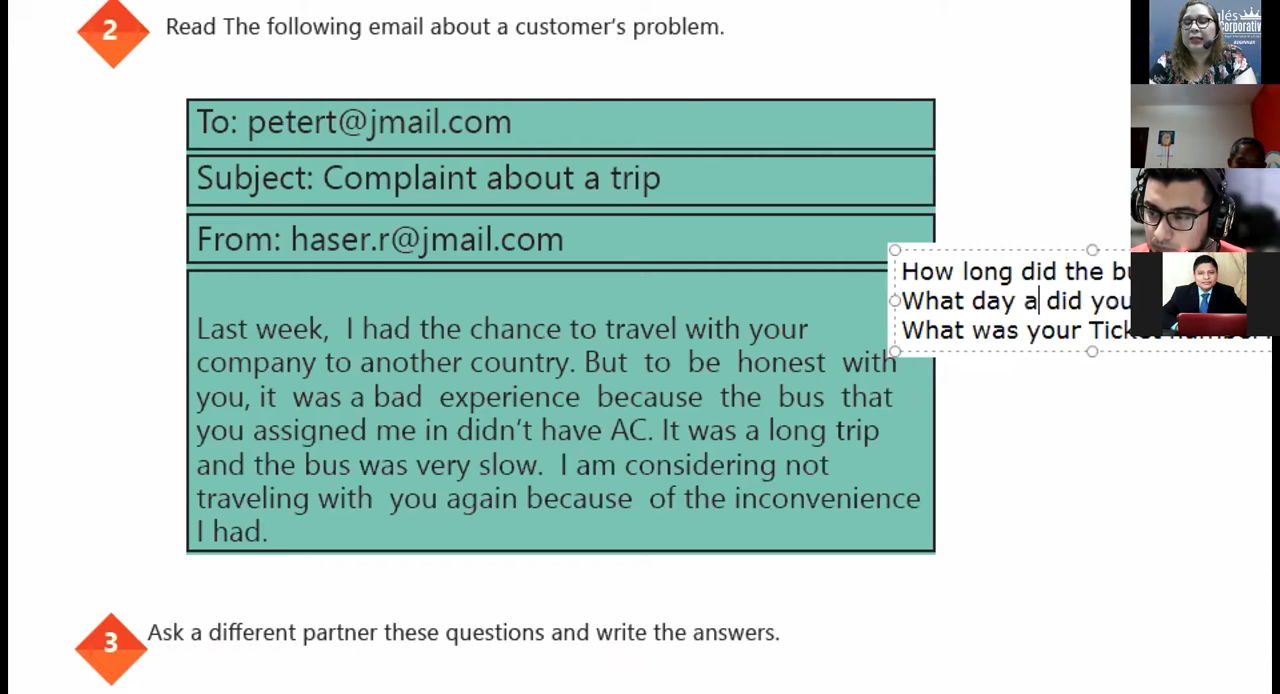 2
Read The following email about a customer's problem.
To: petert@jmail.com
Subject: Complaint about a trip
From: haser.r@jmail.com
Last week, I had the chance to travel with your
company to another country. But to be honest with
you, it was a bad experience because the bus that
you assigned me in didn't have AC. It was a long trip
and the bus was very slow. I am considering not
traveling with you again because of the inconvenience
I had.
How long did the
What day a did you
What was your
3
Ask a different partner these questions and write the answers.